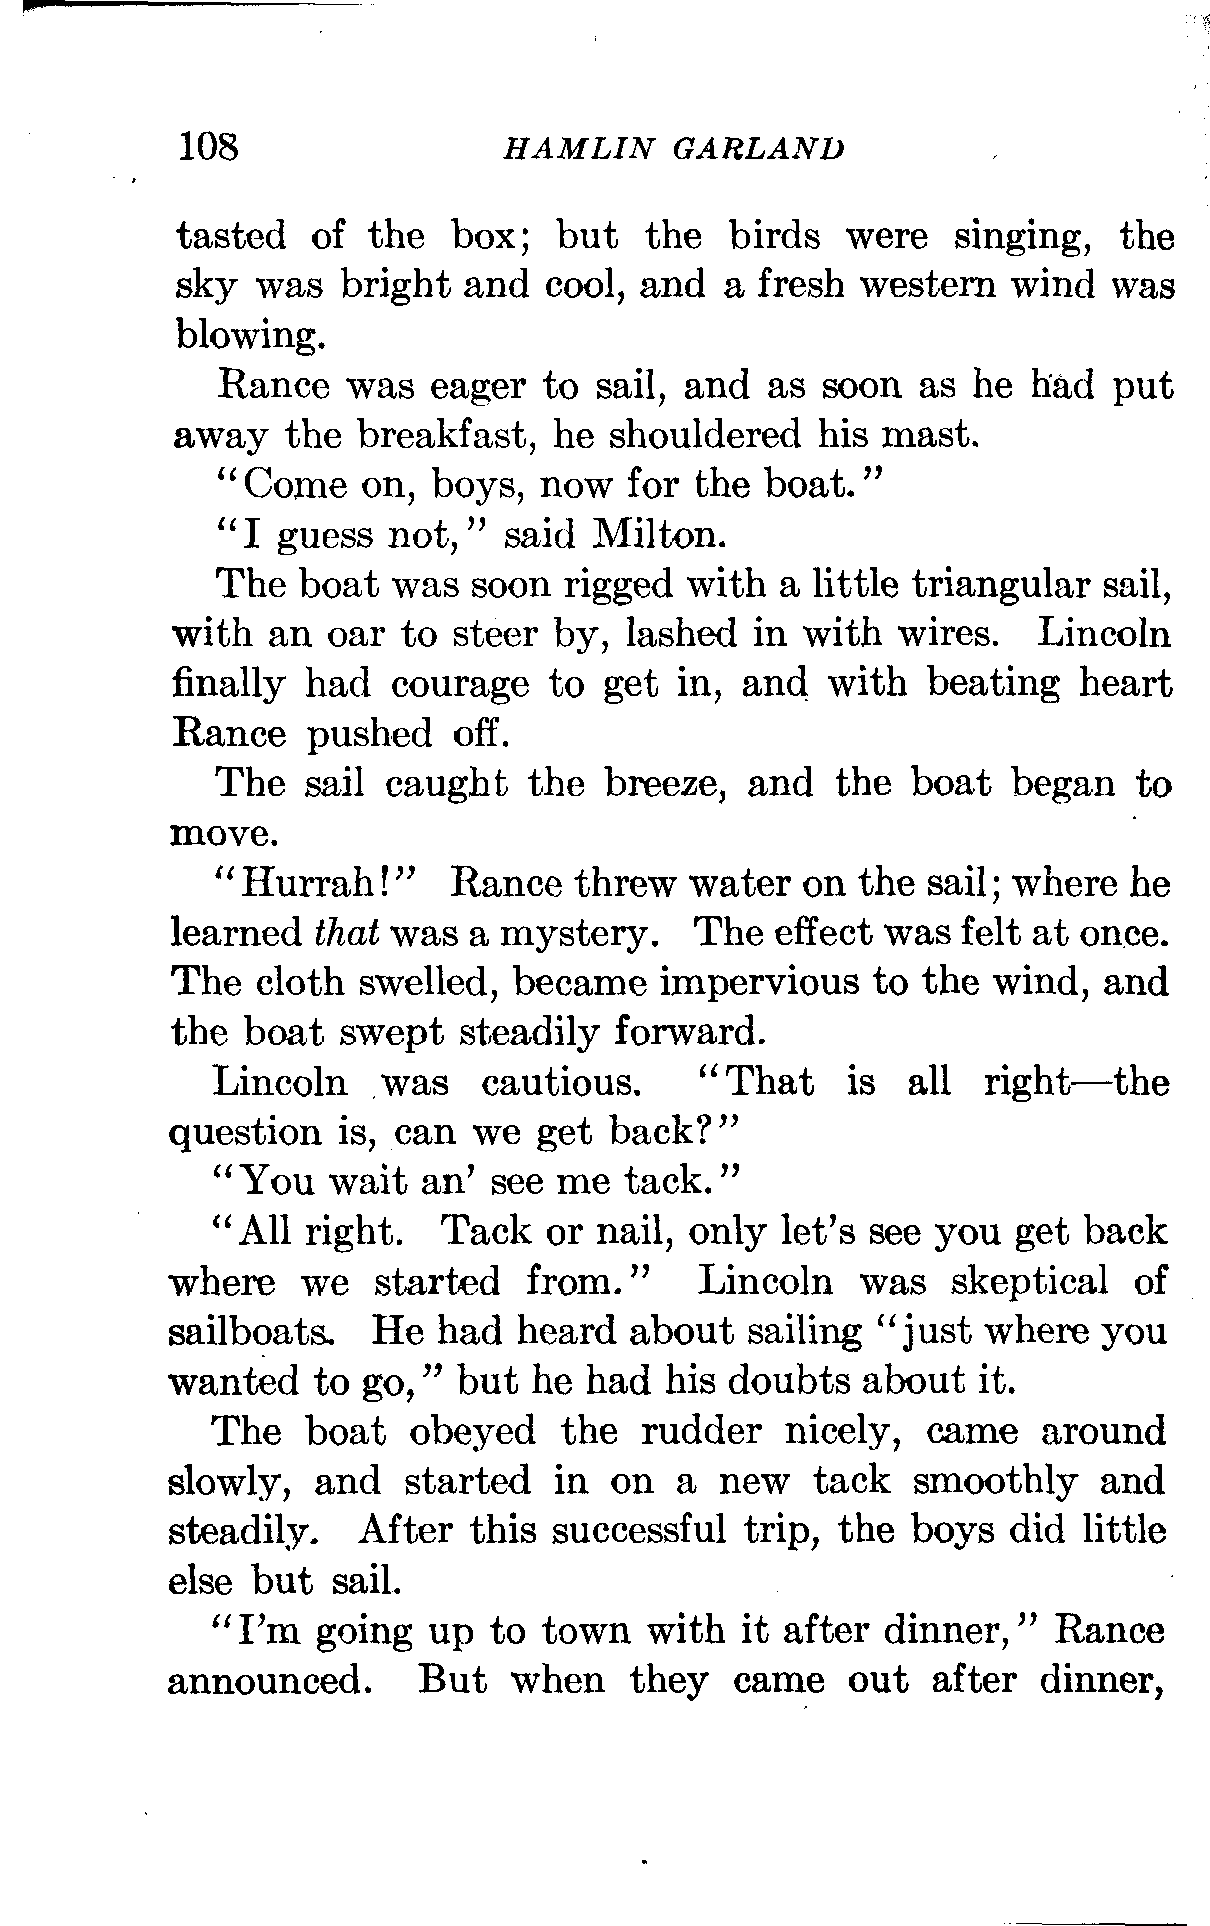 108 HAMLIN GARLAND
tasted of the box; but the birds were singing, the
sky was bright and cool, and a fresh western wind was
blowing.
Rance was eager to sail, and as soon as he had put
away the breakfast, he shouldered his mast.
"Come on, boys, now for the boat."
"I guess not," said Milton.
The boat was soon rigged with a little triangular sail,
with an oar to steer by, lashed in with wires. Lincoln
finally had courage to get in, and with beating heart
Rance pushed off.
The sail caught the breeze, and the boat began to
move.
"Hurrah!" Rance threw water on the sail; where he
learned that was a mystery. The effect was felt at once.
The cloth swelled, became impervious to the wind, and
the boat swept steadily forward.
Lincoln was cautious. "That is all right—the
question is, can we get back?"
"You wait an' see me tack."
"All right. Tack or nail, only let's see you get back
where we started from." Lincoln was skeptical of
sailboats. He had heard about sailing "just where you
wanted to go," but he had his doubts about it.
The boat obeyed the rudder nicely, came around
slowly, and started in on a new tack smoothly and
steadily. After this successful trip, the boys did little
else but sail.
"I'm going up to town with it after dinner," Rance
announced. But when they came out after dinner,